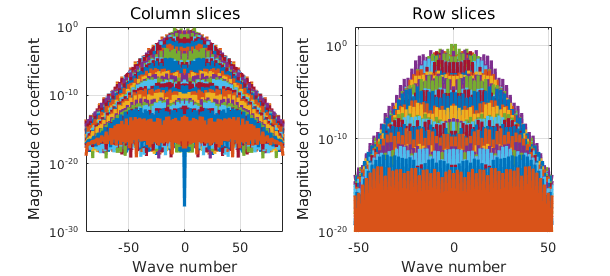 Column slices
Row slices
Magnitude of coefficient
10^0
10^-10
10^-20
10^-30
-50
0
50
Wave number
Magnitude of coefficient
10^0
10^-10
10^-20
-50
0
50
Wave number